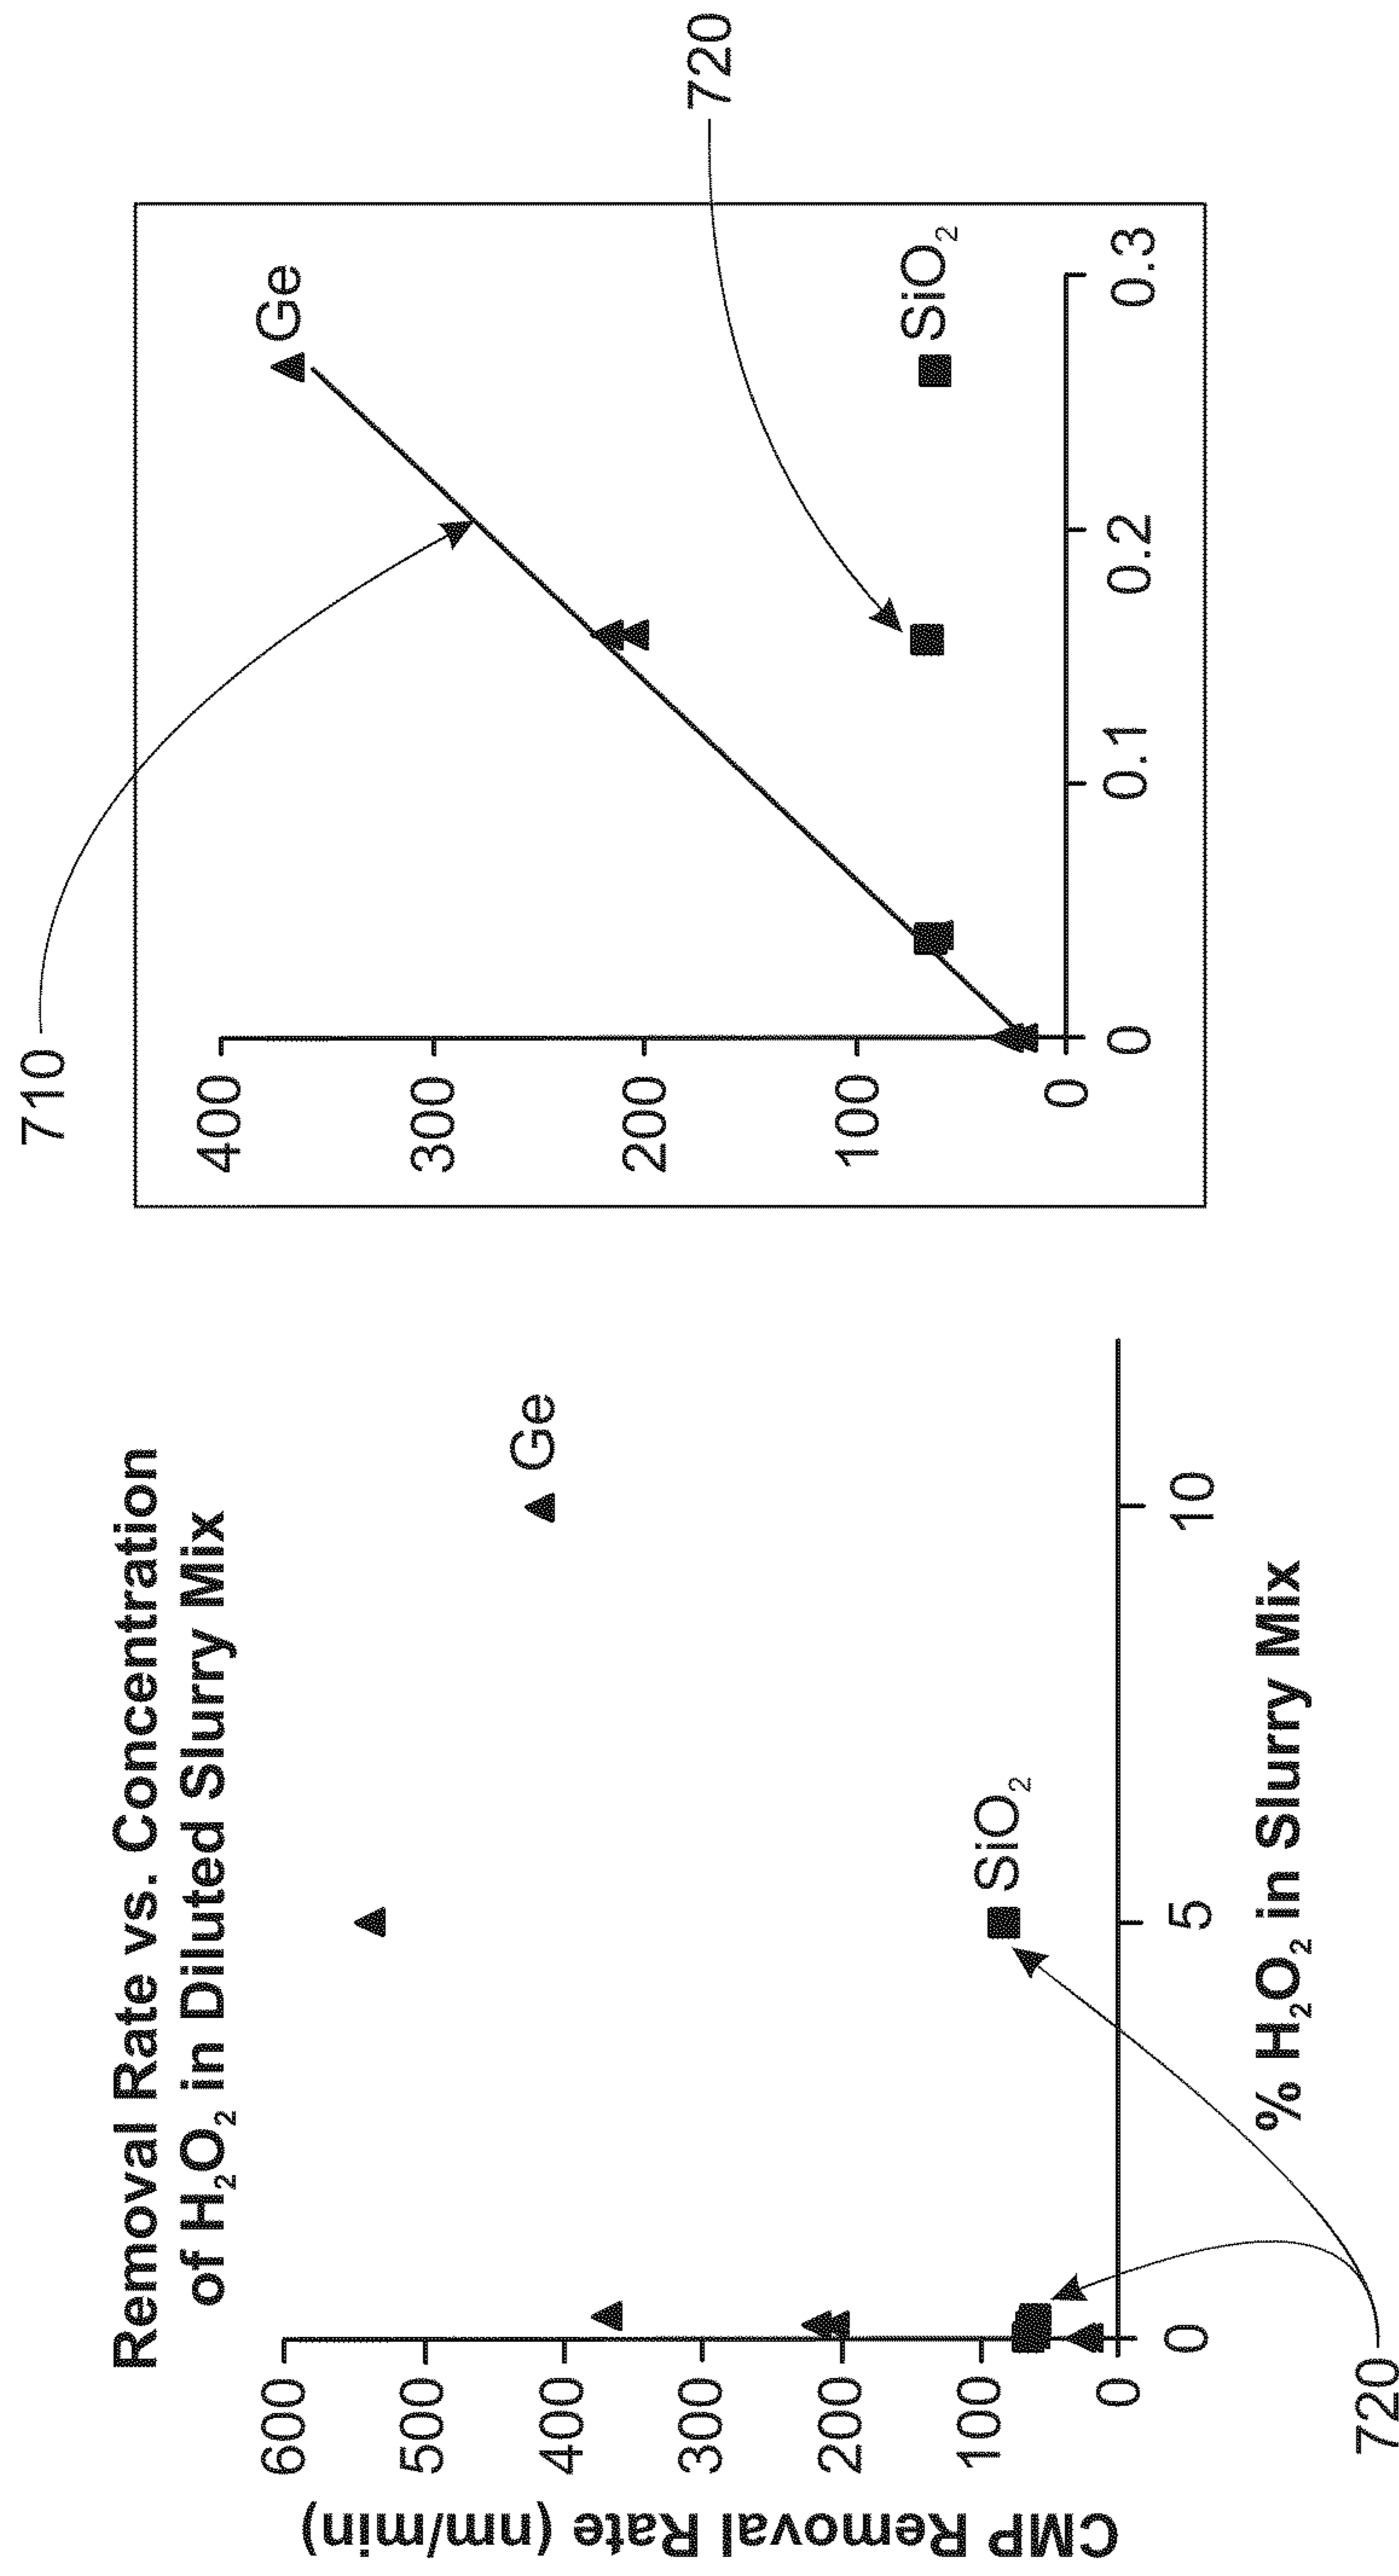 Removal Rate vs. Concentration
of H₂O₂ in Diluted Slurry Mix
CMP Removal Rate (nm/min)
600
500
400
300
200
100
0
Ge
SiO₂
0
5
10
% H₂O₂ in Slurry Mix
720
710
400
300
200
100
0
Ge
SiO₂
0
0.1
0.2
0.3
720